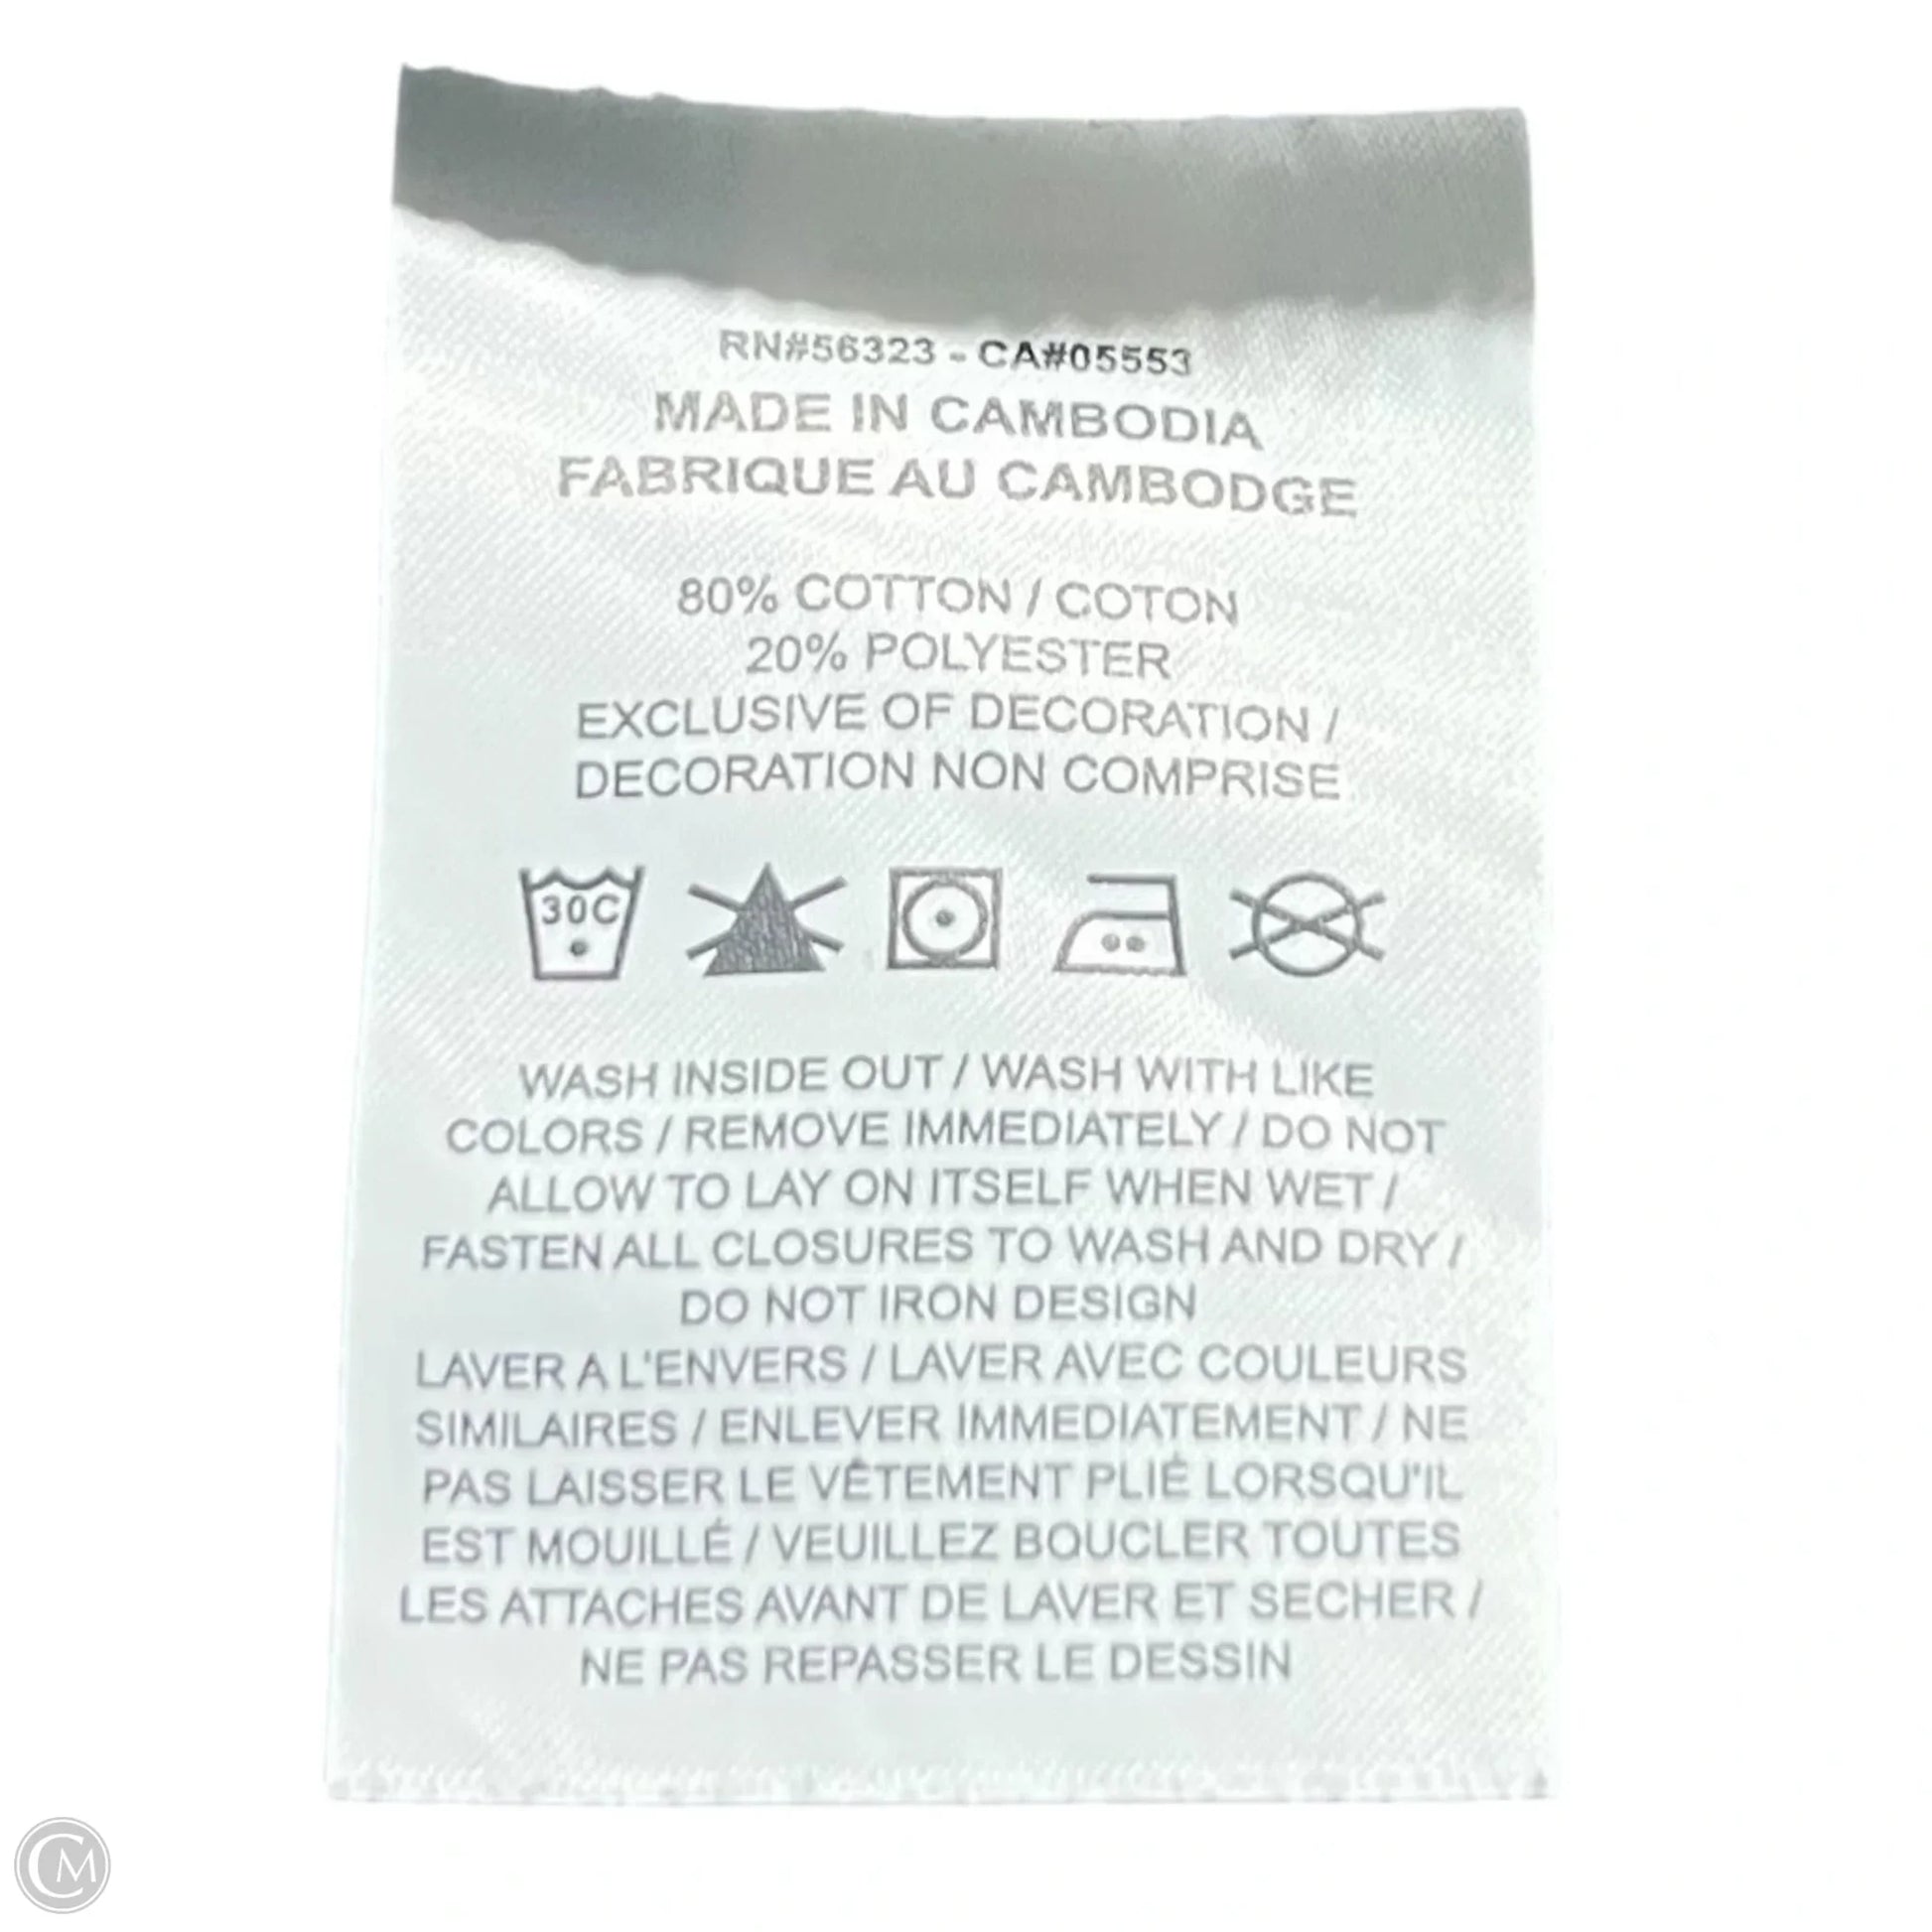 RN#56323 - CA#05553
MADE IN CAMBODIA
FABRIQUE AU CAMBODGE
80% COTTON / COTON
20% POLYESTER
EXCLUSIVE OF DECORATION /
DECORATION NON COMPRISE
30C
WASH INSIDE OUT / WASH WITH LIKE
COLORS / REMOVE IMMEDIATELY / DO NOT
ALLOW TO LAY ON ITSELF WHEN WET /
FASTEN ALL CLOSURES TO WASH AND DRY /
DO NOT IRON DESIGN
LAVER A L'ENVERS / LAVER AVEC COULEURS
SIMILAIRES / ENLEVER IMMEDIATEMENT / NE
PAS LAISSER LE VÊTEMENT PLIÉ LORSQU'IL
EST MOUILLÉ / VEUILLEZ BOUCLER TOUTES
LES ATTACHES AVANT DE LAVER ET SECHER /
NE PAS REPASSER LE DESSIN
CM